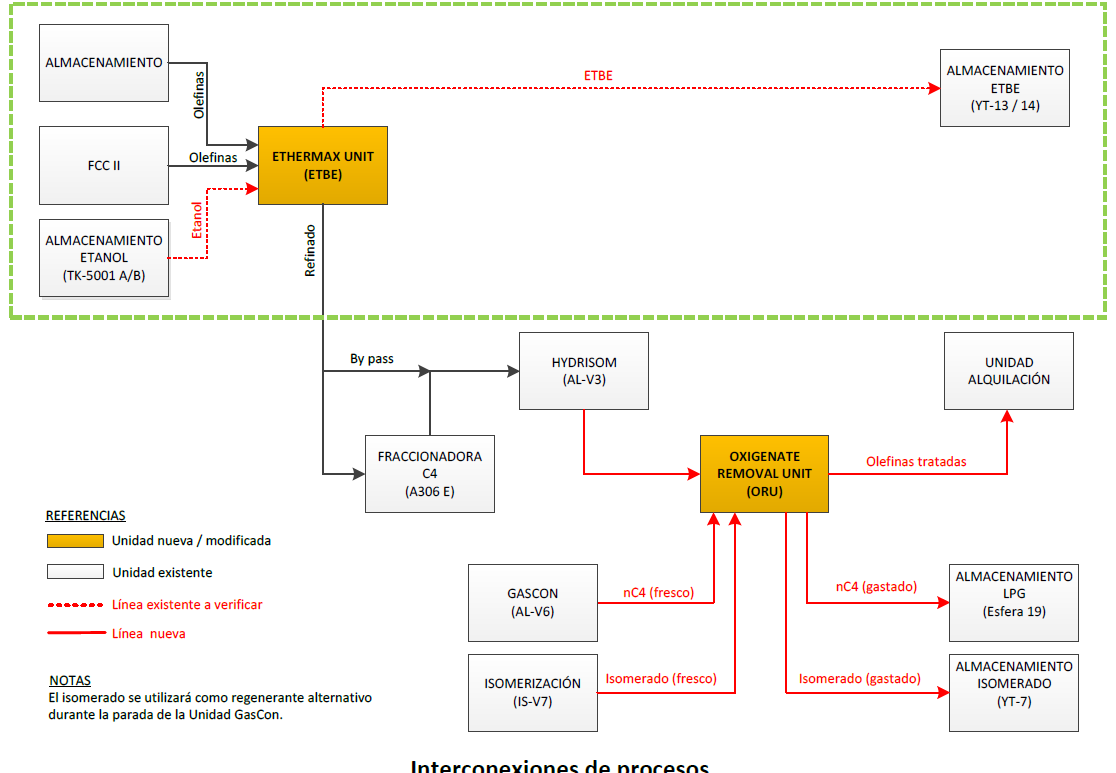 ALMACENAMIENTO
Olefinas
ETBE
ALMACENAMIENTO
ETBE
(YT-13 / 14)
FCC II
Olefinas
ETHERMAX UNIT
(ETBE)
ALMACENAMIENTO
ETANOL
(TK-5001 A/B)
Etanol
Refinado
By pass
HYDRISOM
(AL-V3)
UNIDAD
ALQUILACIÓN
FRACCIONADORA
C4
(A306 E)
OXIGENATE
REMOVAL UNIT
(ORU)
Olefinas tratadas
REFERENCIAS
Unidad nueva / modificada
Unidad existente
Línea existente a verificar
Línea nueva
GASCON
(AL-V6)
nC4 (fresco)
nC4 (gastado)
ALMACENAMIENTO
LPG
(Esfera 19)
ISOMERIZACIÓN
(IS-V7)
Isomerado (fresco)
Isomerado (gastado)
ALMACENAMIENTO
ISOMERADO
(YT-7)
NOTAS
El isomerado se utilizará como regenerante alternativo
durante la parada de la Unidad GasCon.
Interconexiones de procesos